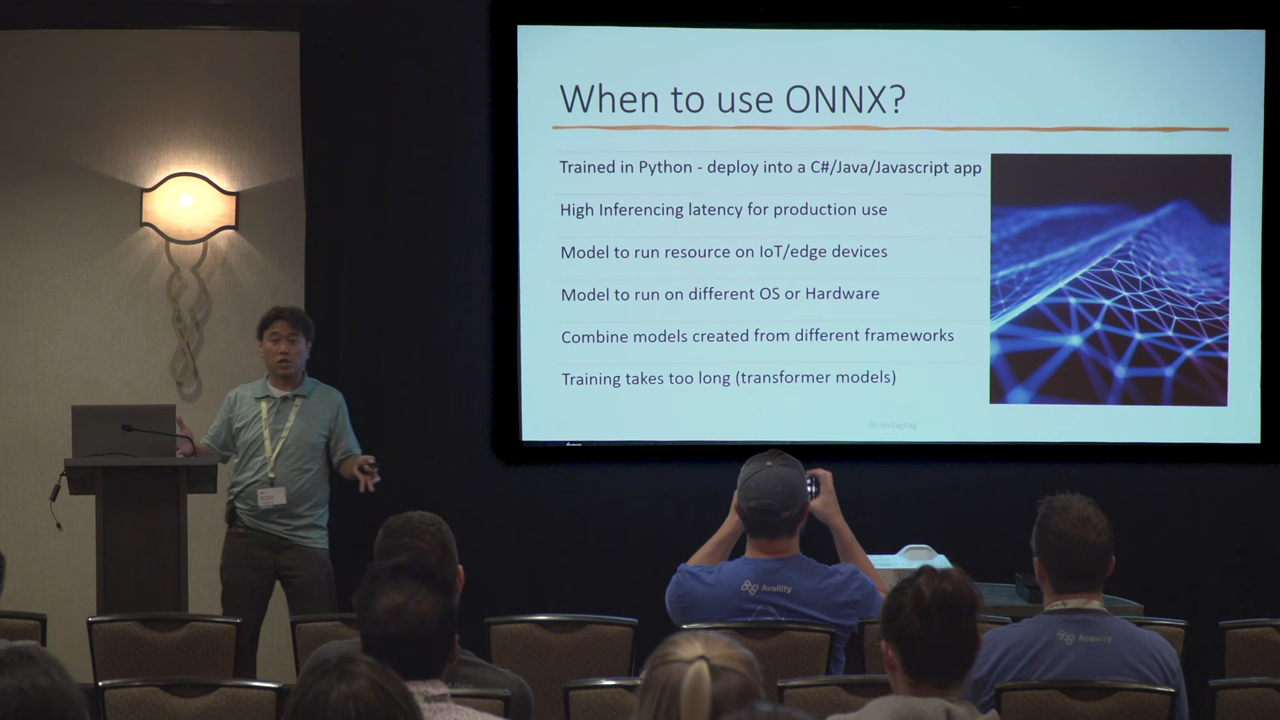 When to use ONNX?
Trained in Python - deploy into a C#/Java/Javascript app
High Inferencing latency for production use
Model to run resource on IoT/edge devices
Model to run on different OS or Hardware
Combine models created from different frameworks
Training takes too long (transformer models)
Availity
Availity